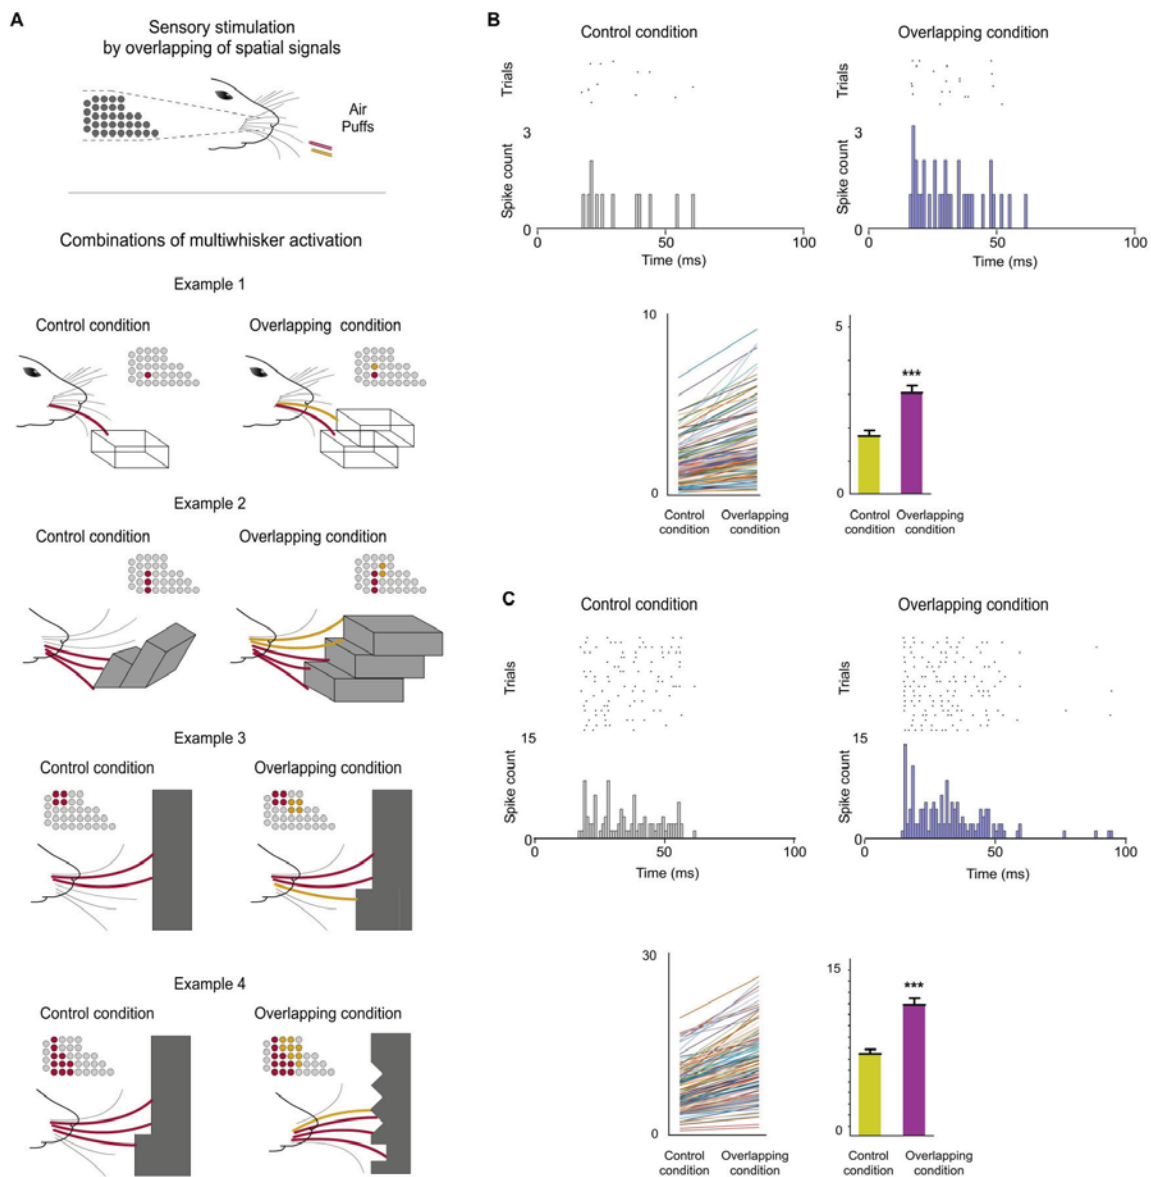 A
Sensory stimulation
by overlapping of spatial signals
Air
Puffs
Combinations of multiwhisker activation
Example 1
Control condition
Overlapping condition
Example 2
Control condition
Overlapping condition
Example 3
Control condition
Overlapping condition
Example 4
Control condition
Overlapping condition
B
Control condition
Overlapping condition
Trials
Trials
3
3
Spike count
Spike count
0
0
0
50
100
0
50
100
Time (ms)
Time (ms)
10
0
Control
condition
Overlapping
condition
5
***
0
Control
condition
Overlapping
condition
C
Control condition
Overlapping condition
Trials
Trials
15
15
Spike count
Spike count
0
0
0
50
100
0
50
100
Time (ms)
Time (ms)
30
0
Control
condition
Overlapping
condition
15
***
0
Control
condition
Overlapping
condition